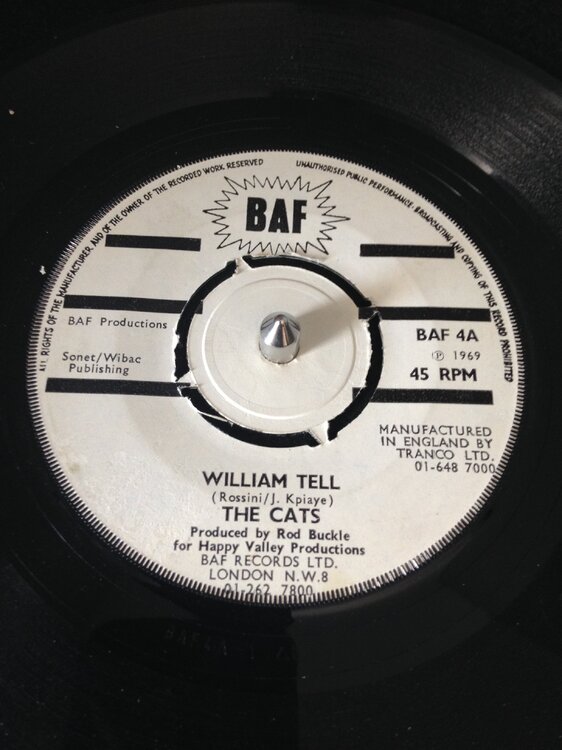 ALL RIGHTS OF THE MANUFACTURER AND OF THE OWNER OF THE RECORDED WORK RESERVED
UNAUTHORISED PUBLIC PERFORMANCE BROADCASTING AND COPYING OF THIS RECORD PROHIBITED
BAF
BAF Productions
Sonet/Wibac
Publishing
BAF 4A
℗ 1969
45 RPM
MANUFACTURED
IN ENGLAND BY
TRANCO LTD.
01-648 7000
WILLIAM TELL
(Rossini/J. Kpiaye)
THE CATS
Produced by Rod Buckle
for Happy Valley Productions
BAF RECORDS LTD.
LONDON N.W.8
01-262 7800